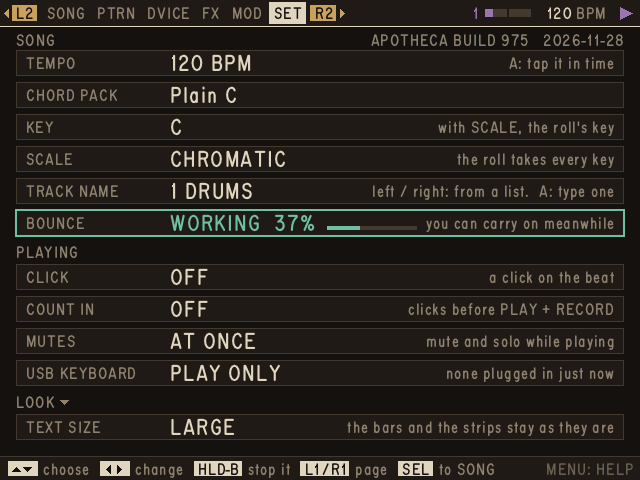 L2 SONG PTRN DVICE FX MOD SET R2 1 120 BPM
SONG APOTHECA BUILD 975 2026-11-28
TEMPO 120 BPM A: tap it in time
CHORD PACK Plain C
KEY C with SCALE, the roll's key
SCALE CHROMATIC the roll takes every key
TRACK NAME 1 DRUMS left / right: from a list. A: type one
BOUNCE WORKING 37% you can carry on meanwhile
PLAYING
CLICK OFF a click on the beat
COUNT IN OFF clicks before PLAY + RECORD
MUTES AT ONCE mute and solo while playing
USB KEYBOARD PLAY ONLY none plugged in just now
LOOK
TEXT SIZE LARGE the bars and the strips stay as they are
choose change HLD-B stop it L1/R1 page SEL to SONG MENU: HELP